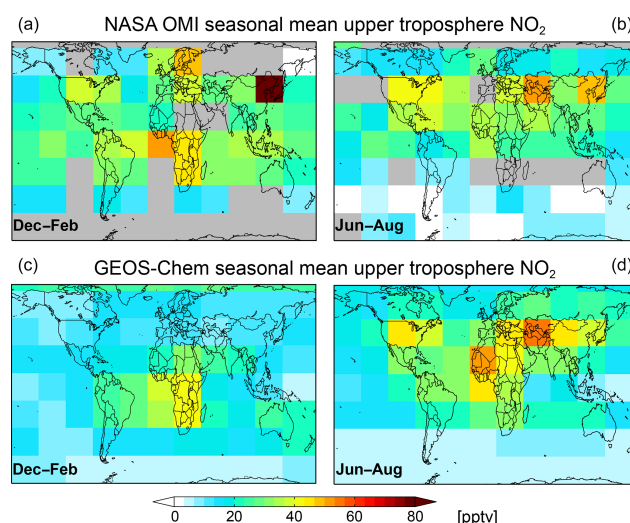 (a) NASA OMI seasonal mean upper troposphere NO₂ (b)
Dec–Feb Jun–Aug
(c) GEOS-Chem seasonal mean upper troposphere NO₂ (d)
Dec–Feb Jun–Aug
0 20 40 60 80 [pptv]